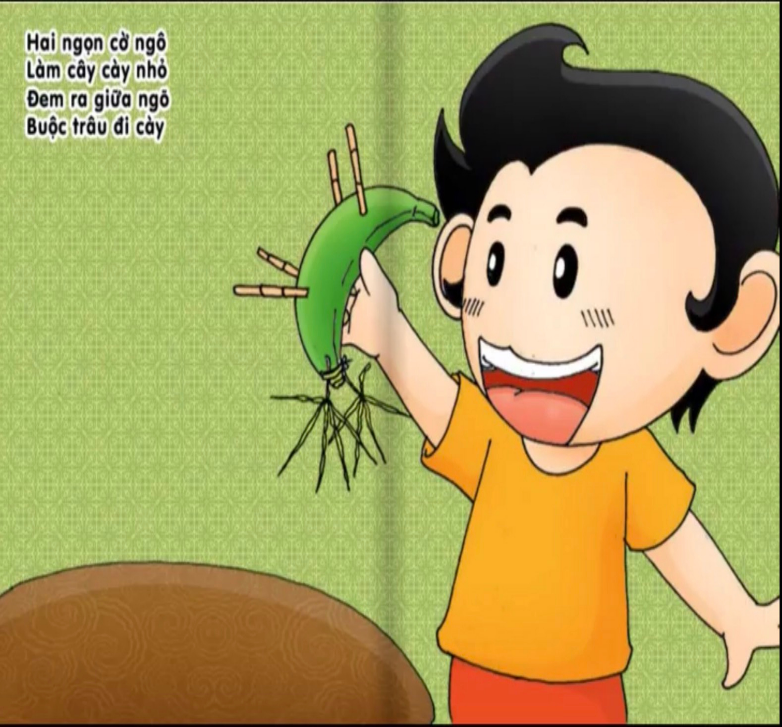 Hai ngọn cờ ngô
Làm cây cày nhỏ
Đem ra giữa ngõ
Buộc trâu đi cày